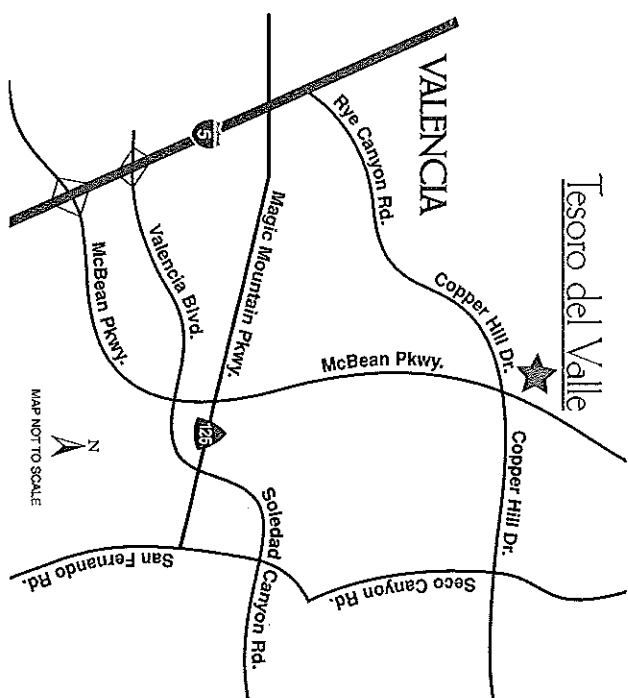 Tesoro del Valle
VALENCIA
Rye Canyon Rd.
Copper Hill Dr.
Copper Hill Dr.
McBean Pkwy.
Magic Mountain Pkwy.
5
Valencia Blvd.
McBean Pkwy.
126
Soledad Canyon Rd.
Seco Canyon Rd.
San Fernando Rd.
N
MAP NOT TO SCALE